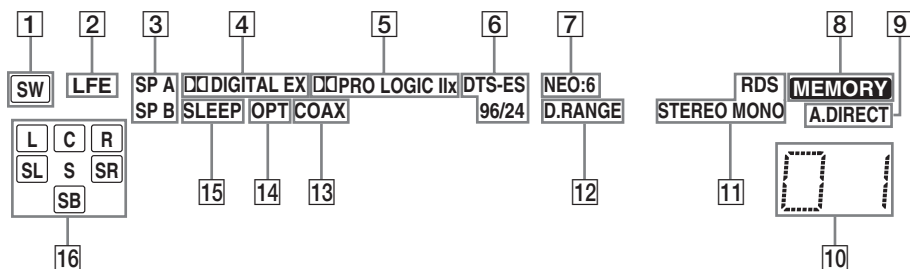 1 2 3 4 5 6 7 8 9
SW LFE SP A DIGITAL EX PRO LOGIC IIx DTS-ES NEO:6 RDS MEMORY
SP B SLEEP OPT COAX 96/24 D.RANGE STEREO MONO A.DIRECT
L C R
SL S SR
SB
0 1
15 14 13 12 11
16 10